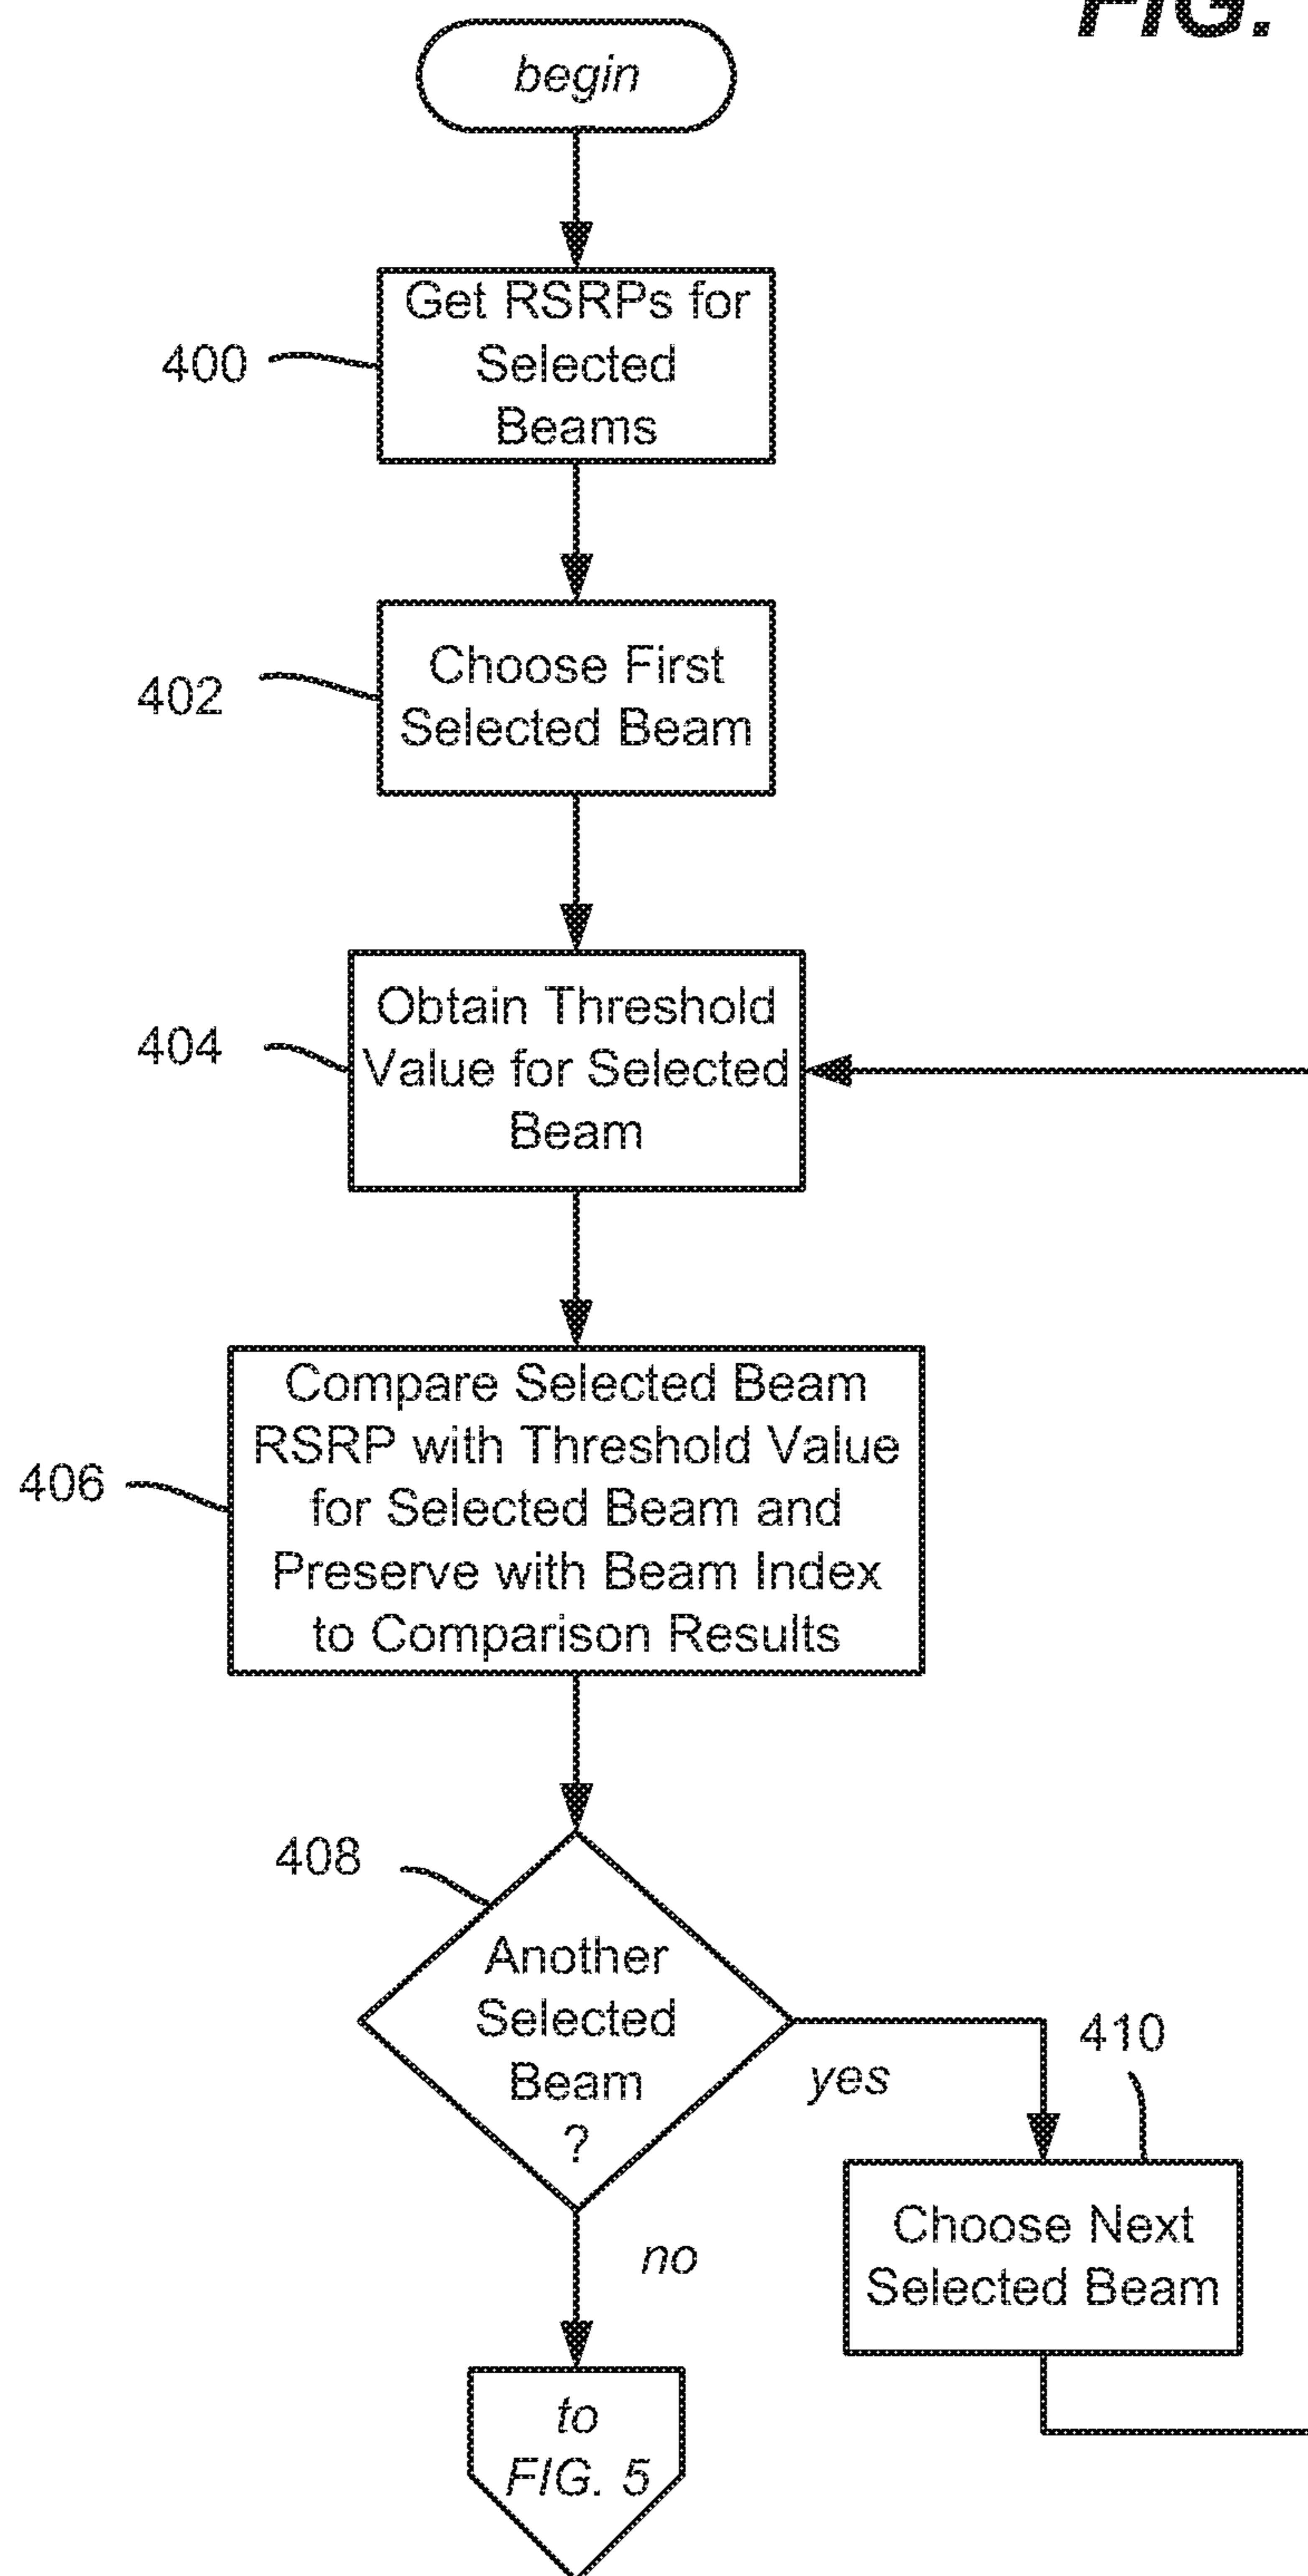 FIG.
begin
400
Get RSRPs for
Selected
Beams
402
Choose First
Selected Beam
404
Obtain Threshold
Value for Selected
Beam
406
Compare Selected Beam
RSRP with Threshold Value
for Selected Beam and
Preserve with Beam Index
to Comparison Results
408
Another
Selected
Beam
?
yes
410
Choose Next
Selected Beam
no
to
FIG. 5